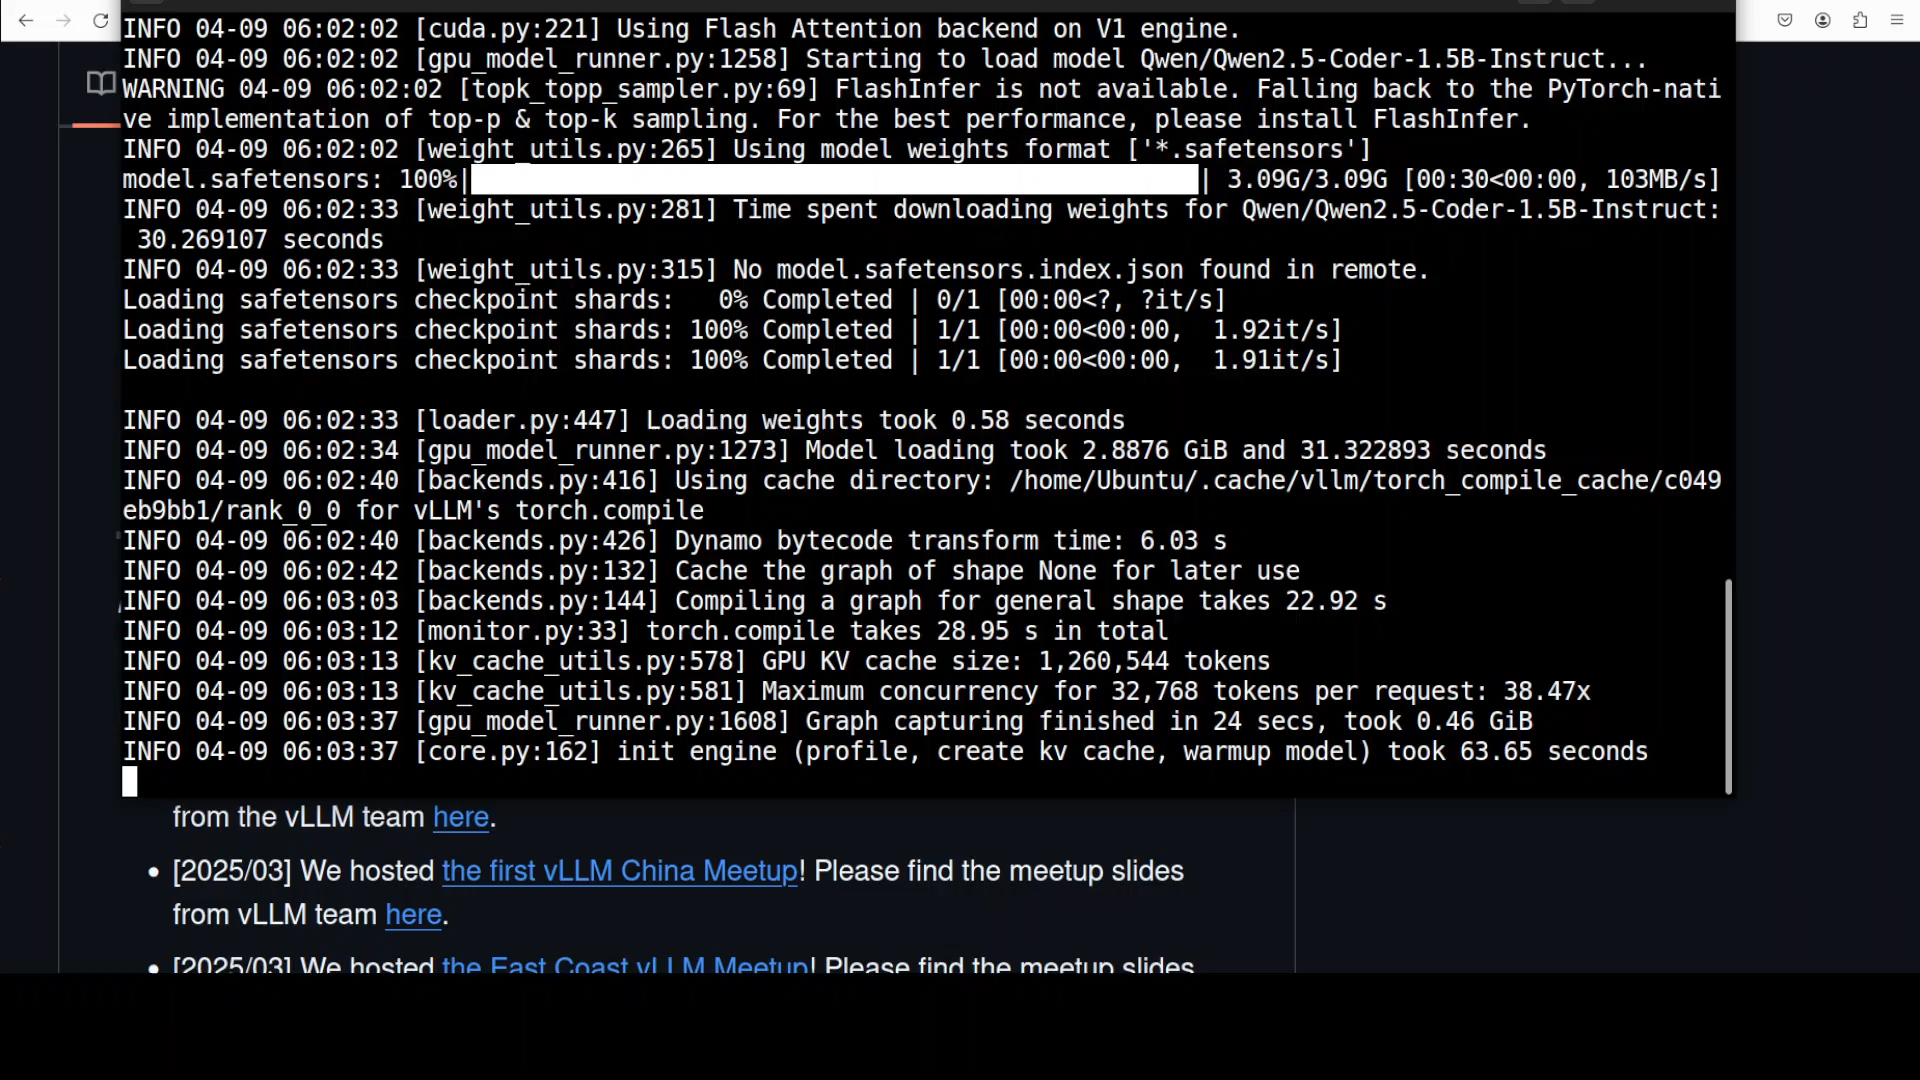 INFO 04-09 06:02:02 [cuda.py:221] Using Flash Attention backend on V1 engine.
INFO 04-09 06:02:02 [gpu_model_runner.py:1258] Starting to load model Qwen/Qwen2.5-Coder-1.5B-Instruct...
WARNING 04-09 06:02:02 [topk_topp_sampler.py:69] FlashInfer is not available. Falling back to the PyTorch-nati
ve implementation of top-p & top-k sampling. For the best performance, please install FlashInfer.
INFO 04-09 06:02:02 [weight_utils.py:265] Using model weights format ['*.safetensors']
model.safetensors: 100%| | 3.09G/3.09G [00:30<00:00, 103MB/s]
INFO 04-09 06:02:33 [weight_utils.py:281] Time spent downloading weights for Qwen/Qwen2.5-Coder-1.5B-Instruct:
30.269107 seconds
INFO 04-09 06:02:33 [weight_utils.py:315] No model.safetensors.index.json found in remote.
Loading safetensors checkpoint shards:   0% Completed | 0/1 [00:00<?, ?it/s]
Loading safetensors checkpoint shards: 100% Completed | 1/1 [00:00<00:00,  1.92it/s]
Loading safetensors checkpoint shards: 100% Completed | 1/1 [00:00<00:00,  1.91it/s]
INFO 04-09 06:02:33 [loader.py:447] Loading weights took 0.58 seconds
INFO 04-09 06:02:34 [gpu_model_runner.py:1273] Model loading took 2.8876 GiB and 31.322893 seconds
INFO 04-09 06:02:40 [backends.py:416] Using cache directory: /home/Ubuntu/.cache/vllm/torch_compile_cache/c049
eb9bb1/rank_0_0 for vLLM's torch.compile
INFO 04-09 06:02:40 [backends.py:426] Dynamo bytecode transform time: 6.03 s
INFO 04-09 06:02:42 [backends.py:132] Cache the graph of shape None for later use
INFO 04-09 06:03:03 [backends.py:144] Compiling a graph for general shape takes 22.92 s
INFO 04-09 06:03:12 [monitor.py:33] torch.compile takes 28.95 s in total
INFO 04-09 06:03:13 [kv_cache_utils.py:578] GPU KV cache size: 1,260,544 tokens
INFO 04-09 06:03:13 [kv_cache_utils.py:581] Maximum concurrency for 32,768 tokens per request: 38.47x
INFO 04-09 06:03:37 [gpu_model_runner.py:1608] Graph capturing finished in 24 secs, took 0.46 GiB
INFO 04-09 06:03:37 [core.py:162] init engine (profile, create kv cache, warmup model) took 63.65 seconds
from the vLLM team here.
• [2025/03] We hosted the first vLLM China Meetup! Please find the meetup slides
from vLLM team here.
• [2025/03] We hosted the East Coast vLLM Meetup! Please find the meetup slides